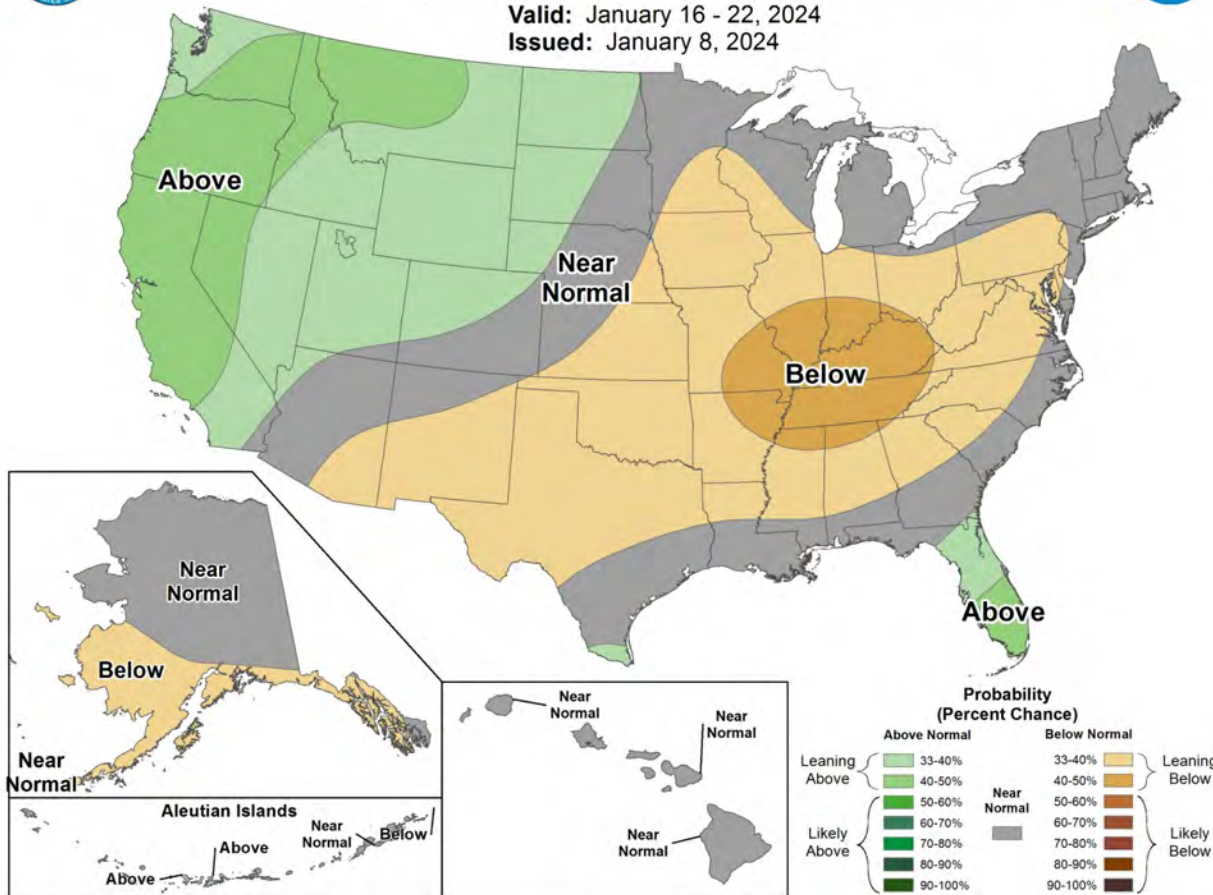 Valid: January 16 - 22, 2024
Issued: January 8, 2024
Above
Near
Normal
Below
Above
Near
Normal
Below
Near
Normal
Aleutian Islands
Near
Normal
Below
Above
Above
Near
Normal
Near
Normal
Near
Normal
Probability
(Percent Chance)
Above Normal
Below Normal
Leaning
Above
33-40%
40-50%
Likely
Above
50-60%
60-70%
70-80%
80-90%
90-100%
Near
Normal
33-40%
40-50%
Leaning
Below
50-60%
60-70%
70-80%
80-90%
90-100%
Likely
Below